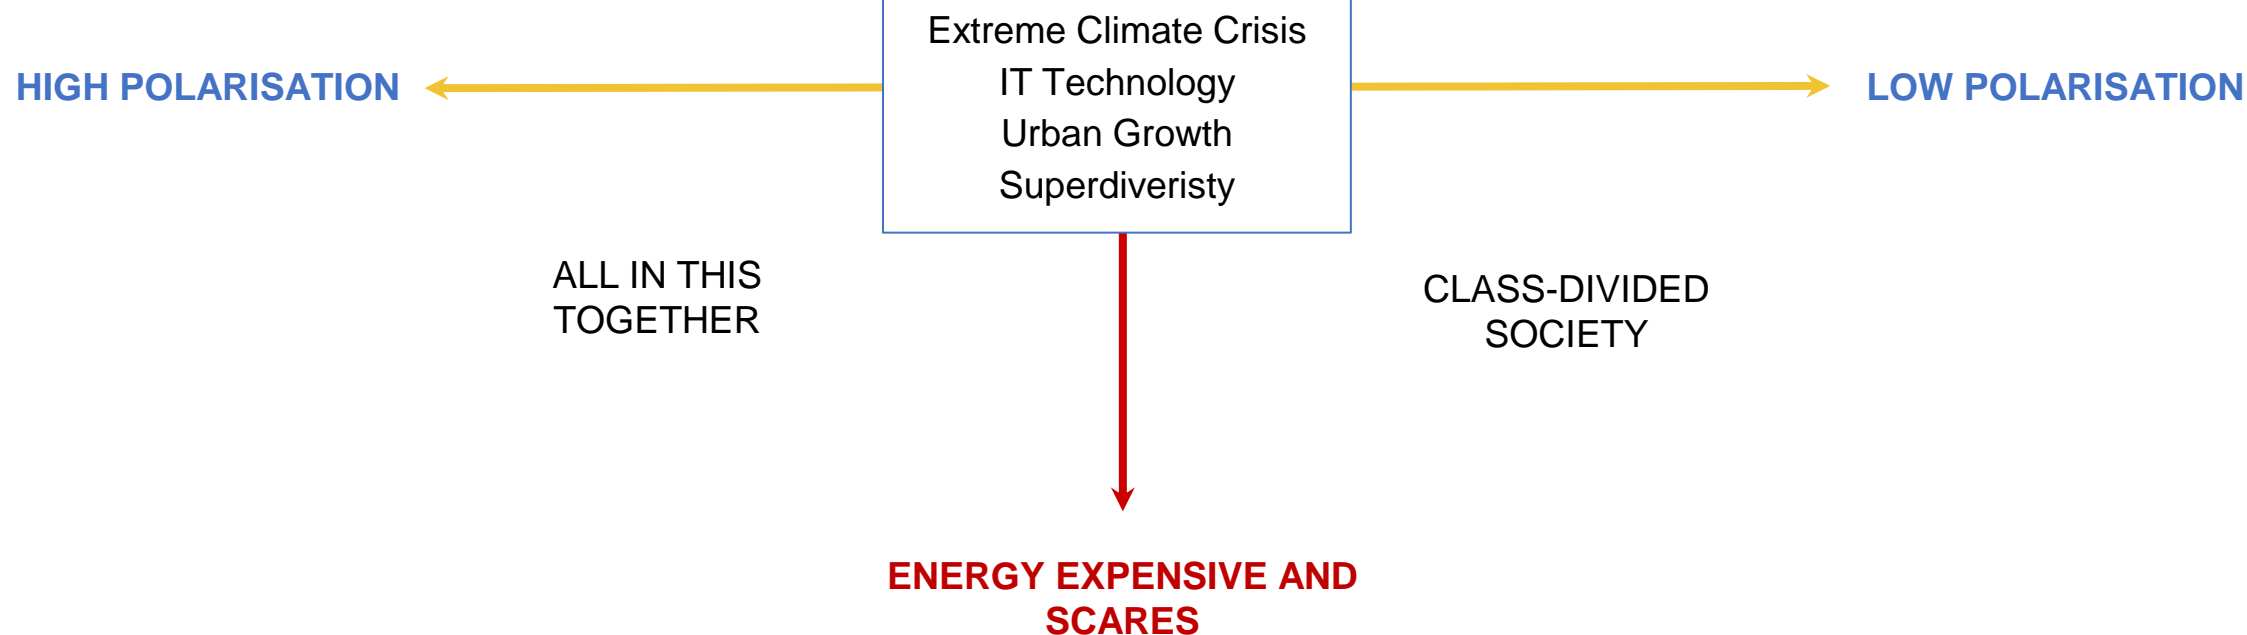 Extreme Climate Crisis
HIGH POLARISATION
IT Technology
LOW POLARISATION
Urban Growth
Superdiveristy
ALL IN THIS
TOGETHER
CLASS-DIVIDED
SOCIETY
ENERGY EXPENSIVE AND
SCARES